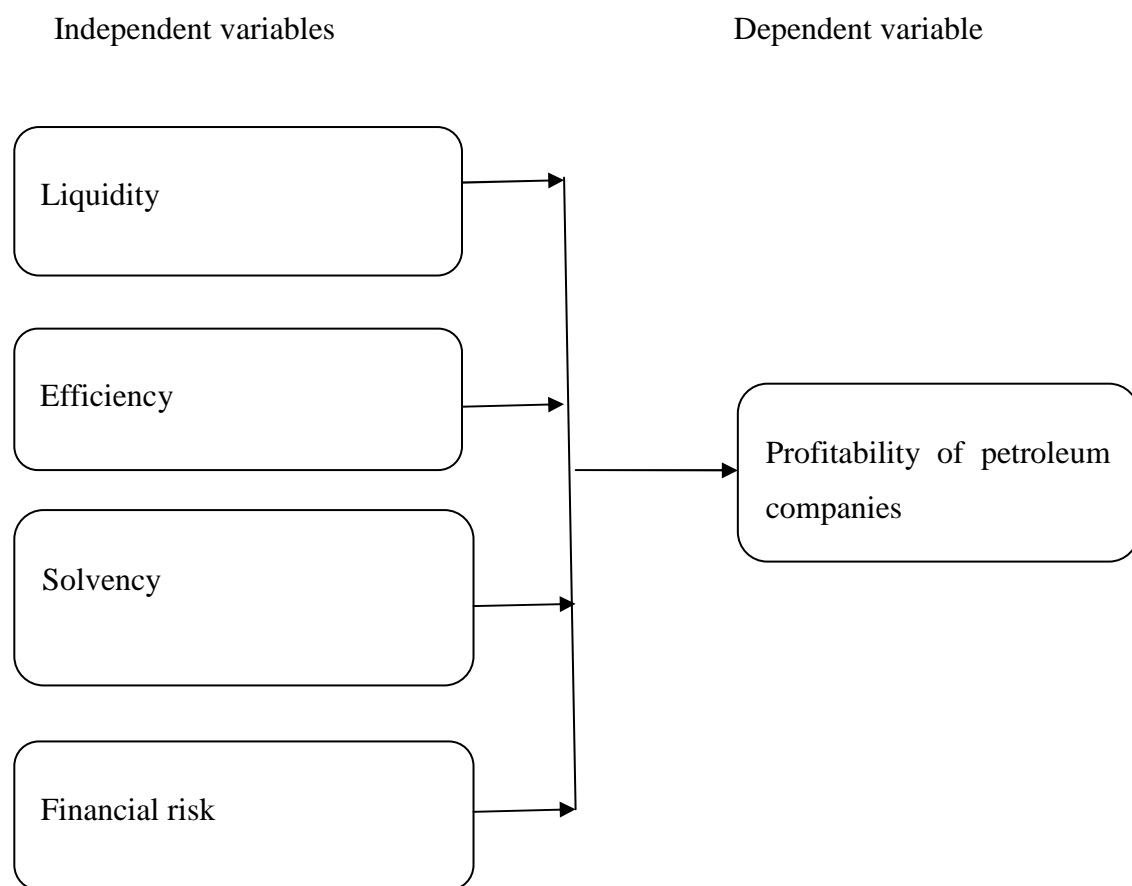 Independent variables
Dependent variable
Liquidity
Efficiency
Profitability of petroleum
companies
Solvency
Financial risk